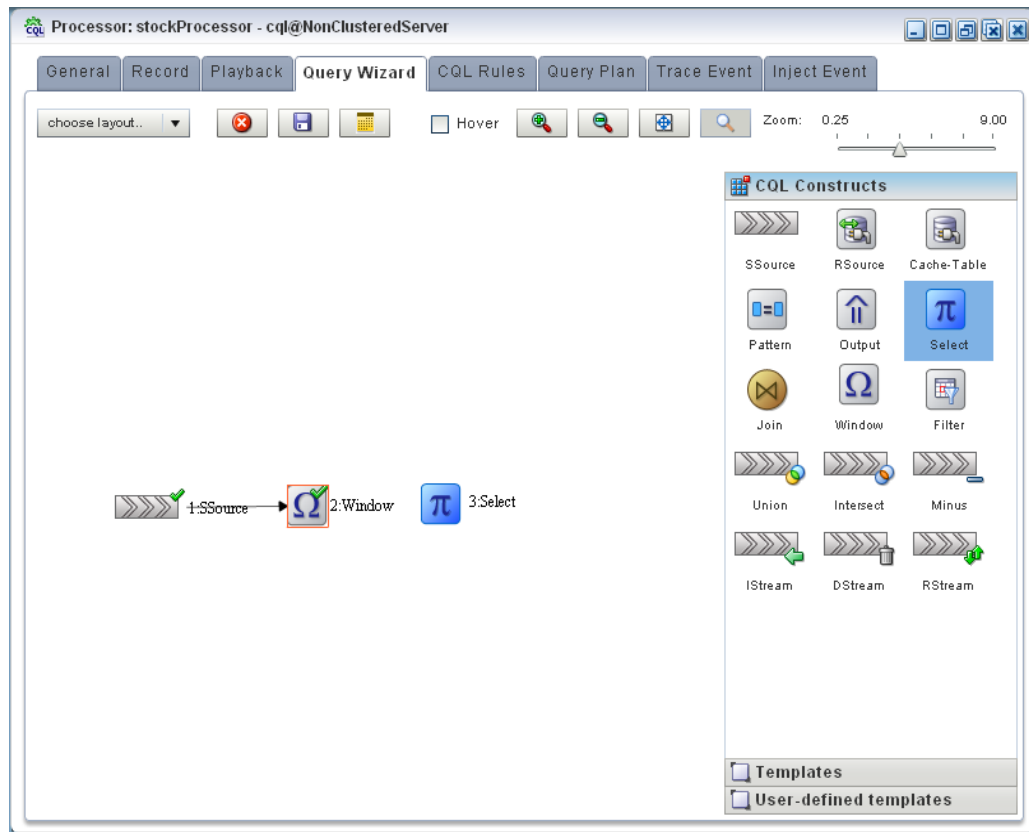 CQL Processor: stockProcessor - cql@NonClusteredServer
General Record Playback Query Wizard CQL Rules Query Plan Trace Event Inject Event
choose layout.. Hover Zoom: 0.25 9.00
CQL Constructs
SSource RSource Cache-Table
Pattern Output Select
Join Window Filter
1:SSource 2:Window 3:Select
Union Intersect Minus
IStream DStream RStream
Templates
User-defined templates